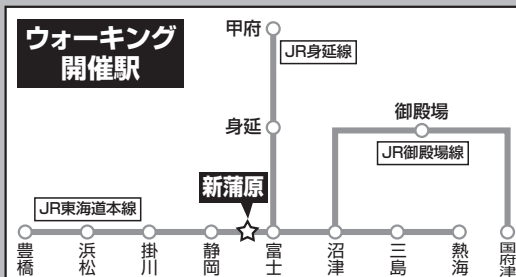 ウォーキング
開催駅
甲府
JR身延線
身延
御殿場
JR御殿場線
新蒲原
JR東海道本線
豊橋
浜松
掛川
静岡
富士
沼津
三島
熱海
国府津